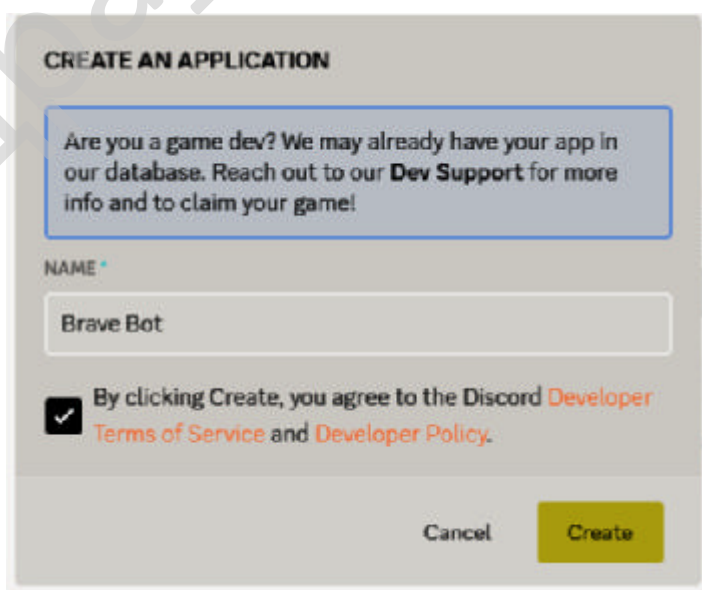 CREATE AN APPLICATION
Are you a game dev? We may already have your app in
our database. Reach out to our Dev Support for more
info and to claim your game!
NAME *
Brave Bot
By clicking Create, you agree to the Discord Developer
Terms of Service and Developer Policy.
Cancel
Create